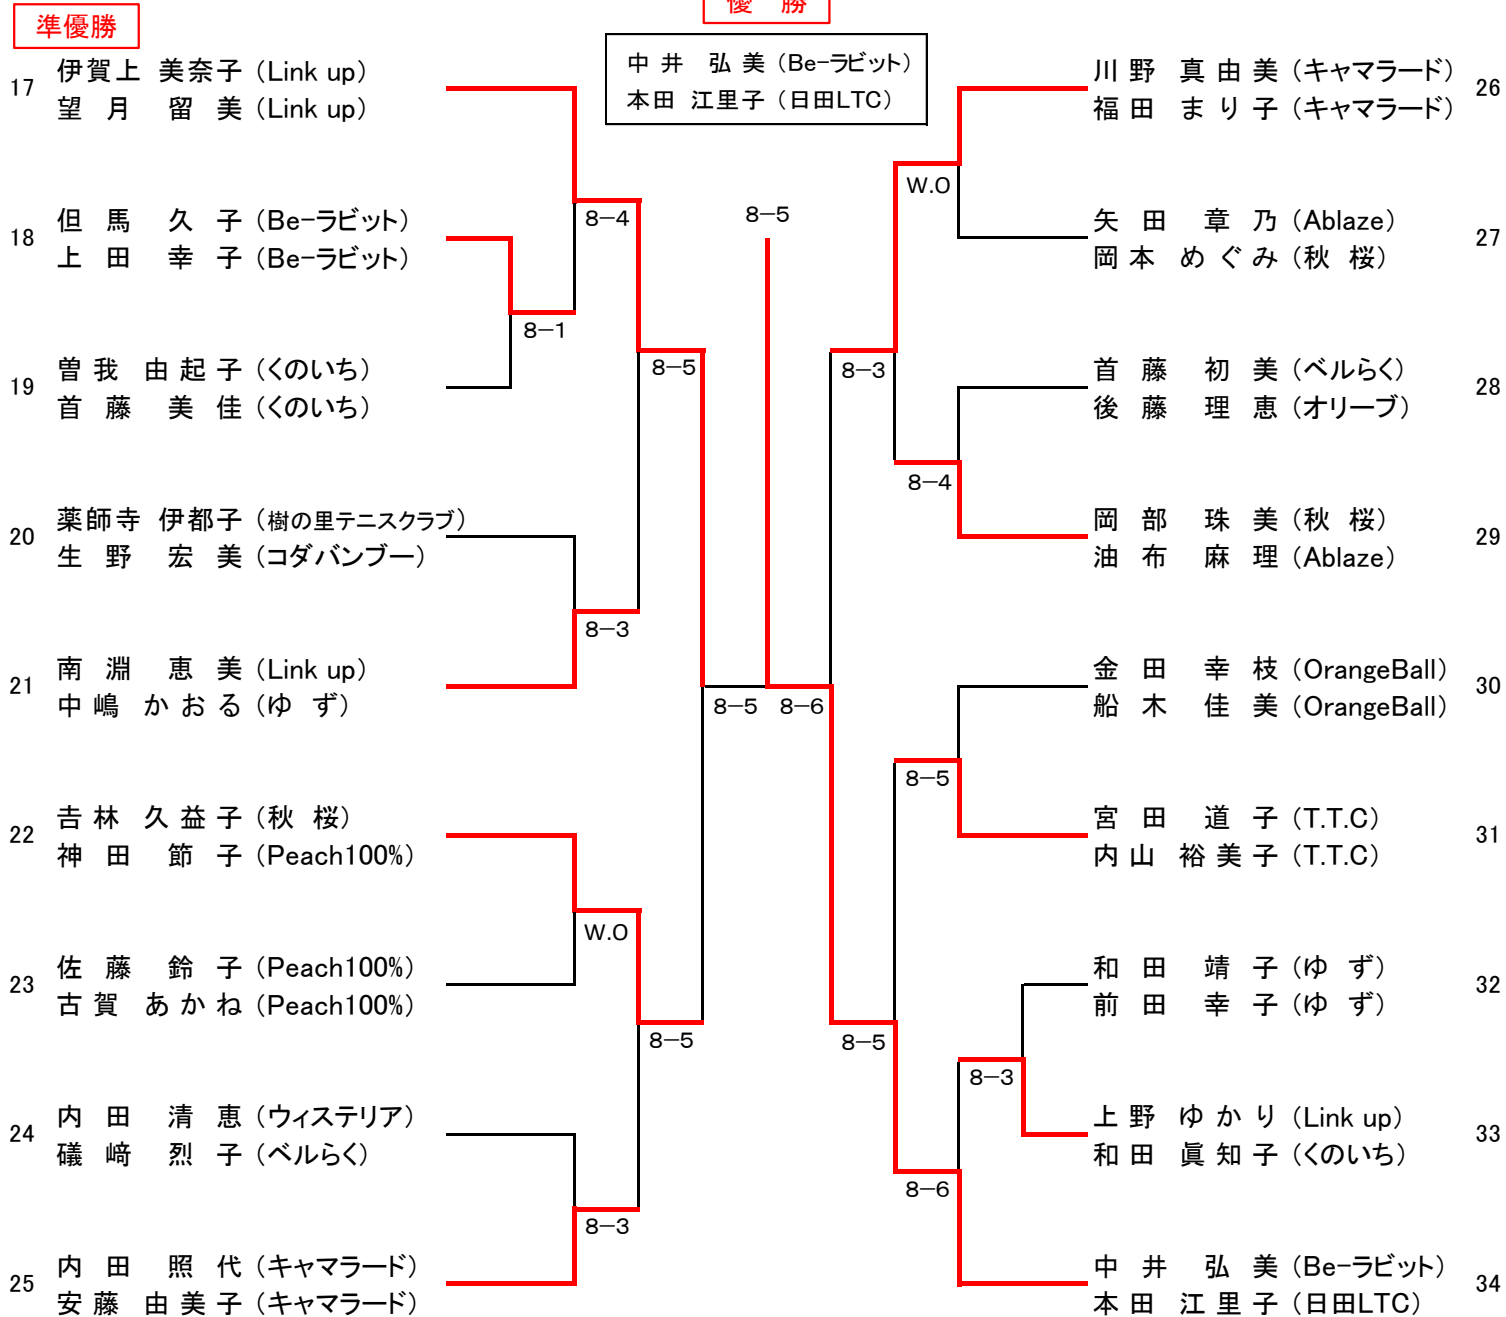 優 勝
準優勝
中 井 弘 美 (Be-ラビット)
本田 江里子 (日田LTC)
17
伊賀上 美奈子 (Link up)
望 月 留 美 (Link up)
18
但 馬 久 子 (Be-ラビット)
上 田 幸 子 (Be-ラビット)
19
曽 我 由 起 子 (くのいち)
首 藤 美 佳 (くのいち)
20
薬師寺 伊都子 (樹の里テニスクラブ)
生 野 宏 美 (コダバンブー)
21
南 淵 恵 美 (Link up)
中 嶋 か お る (ゆ ず)
22
吉 林 久 益 子 (秋 桜)
神 田 節 子 (Peach100%)
23
佐 藤 鈴 子 (Peach100%)
古 賀 あ か ね (Peach100%)
24
内 田 清 恵 (ウィステリア)
礒 﨑 烈 子 (ベルらく)
25
内 田 照 代 (キャマラード)
安 藤 由 美 子 (キャマラード)
8-4
8-1
8-5
8-3
W.O
8-5
8-3
8-5
8-5
8-6
W.O
8-3
8-4
8-5
8-5
8-3
8-6
川 野 真 由 美 (キャマラード)
福 田 ま り 子 (キャマラード)
26
矢 田 章 乃 (Ablaze)
岡 本 め ぐ み (秋 桜)
27
首 藤 初 美 (ベルらく)
後 藤 理 恵 (オリーブ)
28
岡 部 珠 美 (秋 桜)
油 布 麻 理 (Ablaze)
29
金 田 幸 枝 (OrangeBall)
船 木 佳 美 (OrangeBall)
30
宮 田 道 子 (T.T.C)
内 山 裕 美 子 (T.T.C)
31
和 田 靖 子 (ゆ ず)
前 田 幸 子 (ゆ ず)
32
上 野 ゆ か り (Link up)
和 田 眞 知 子 (くのいち)
33
中 井 弘 美 (Be-ラビット)
本 田 江 里 子 (日田LTC)
34